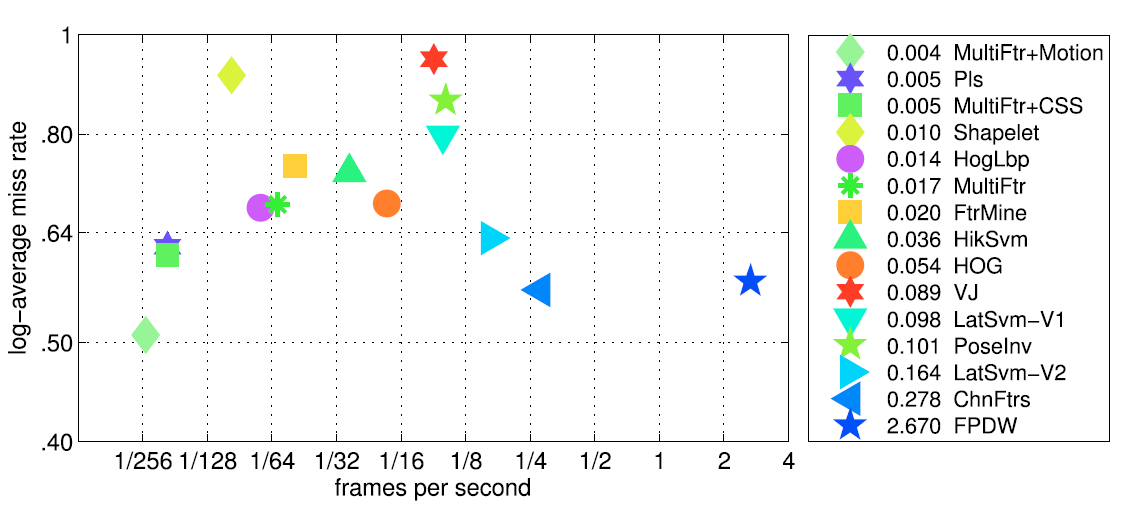 1
.80
.64
.50
.40
log−average miss rate
1/256 1/128 1/64 1/32 1/16 1/8 1/4 1/2 1 2 4
frames per second
0.004 MultiFtr+Motion
0.005 Pls
0.005 MultiFtr+CSS
0.010 Shapelet
0.014 HogLbp
0.017 MultiFtr
0.020 FtrMine
0.036 HikSvm
0.054 HOG
0.089 VJ
0.098 LatSvm−V1
0.101 PoseInv
0.164 LatSvm−V2
0.278 ChnFtrs
2.670 FPDW